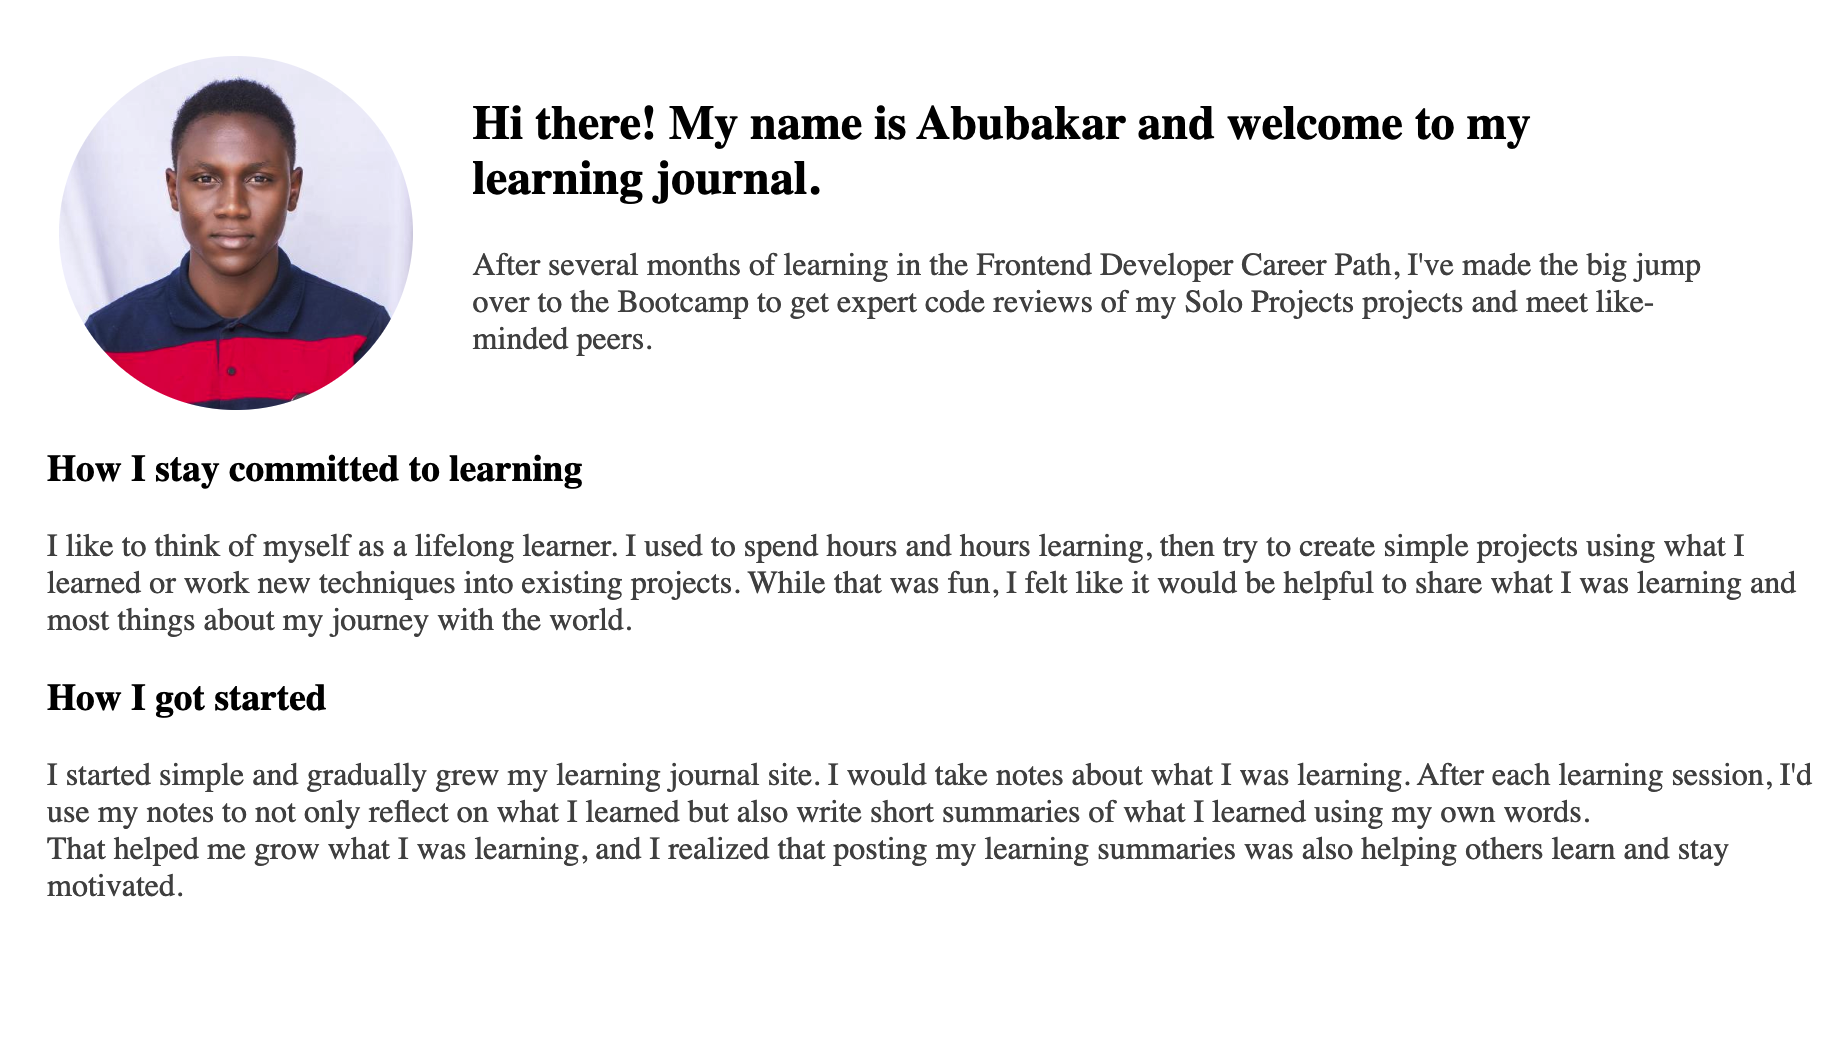 Hi there! My name is Abubakar and welcome to my
learning journal.
After several months of learning in the Frontend Developer Career Path, I've made the big jump
over to the Bootcamp to get expert code reviews of my Solo Projects projects and meet like-
minded peers.
How I stay committed to learning
I like to think of myself as a lifelong learner. I used to spend hours and hours learning, then try to create simple projects using what I
learned or work new techniques into existing projects. While that was fun, I felt like it would be helpful to share what I was learning and
most things about my journey with the world.
How I got started
I started simple and gradually grew my learning journal site. I would take notes about what I was learning. After each learning session, I'd
use my notes to not only reflect on what I learned but also write short summaries of what I learned using my own words.
That helped me grow what I was learning, and I realized that posting my learning summaries was also helping others learn and stay
motivated.